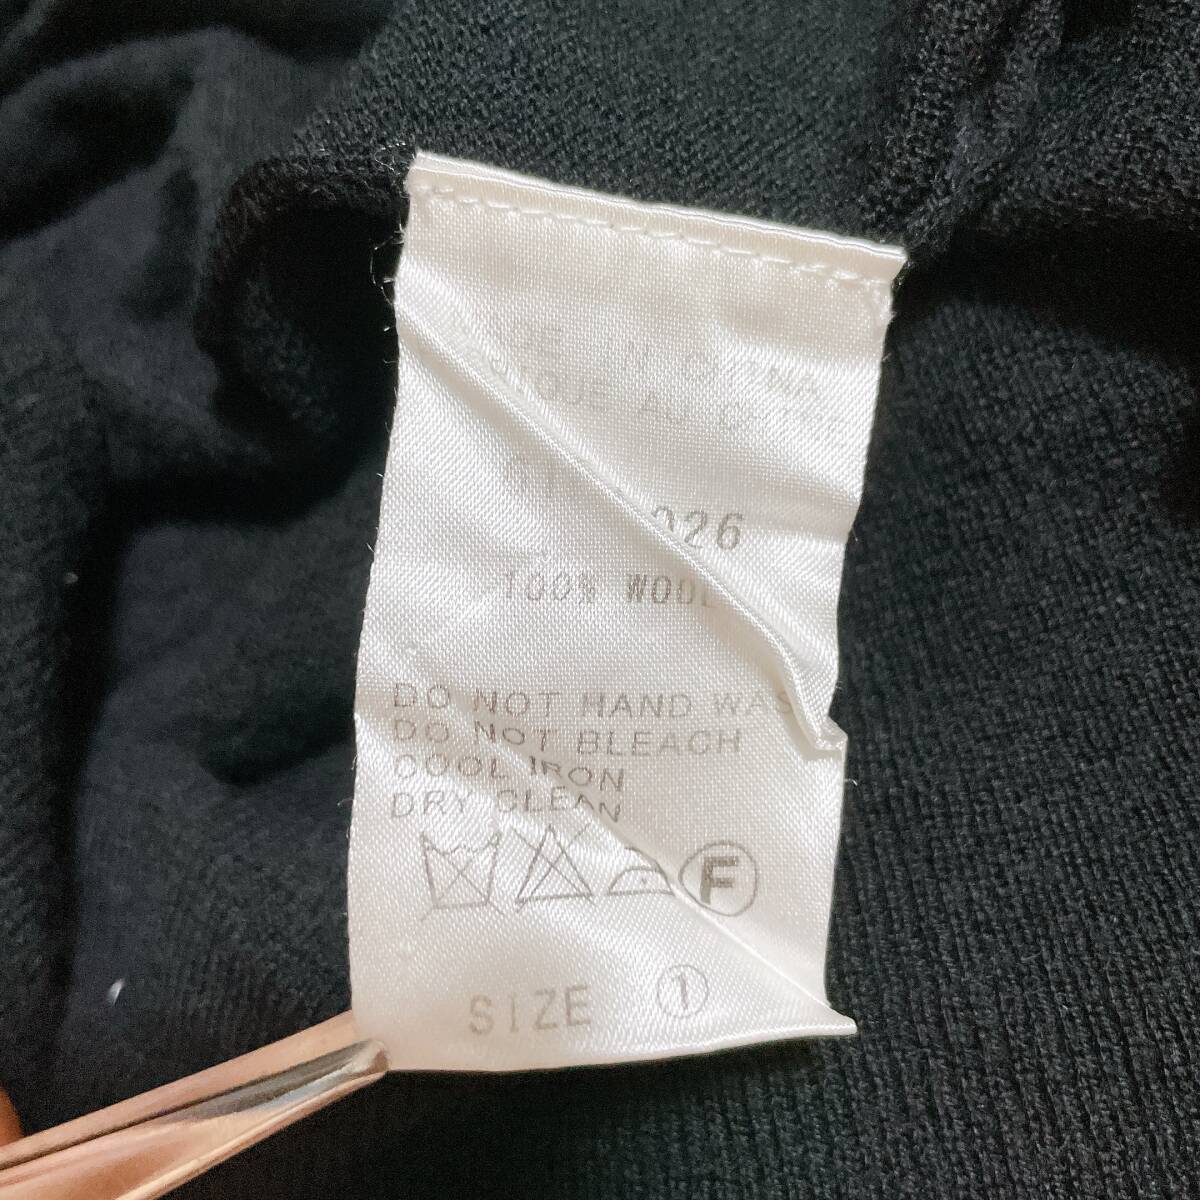 026
100% WOOL
DO NOT HAND WAS
DO NOT BLEACH
COOL IRON
DRY CLEAN
F
SIZE ①